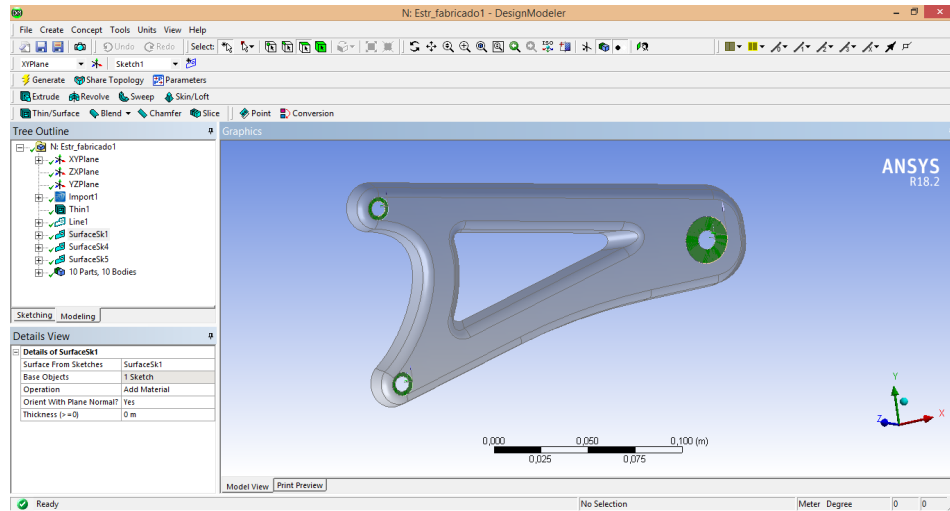 N: Estr_fabricado1 - DesignModeler
File Create Concept Tools Units View Help
Undo Redo Select:
XYPlane Sketch1
Generate Share Topology Parameters
Extrude Revolve Sweep Skin/Loft
Thin/Surface Blend Chamfer Slice Point Conversion
Tree Outline
N: Estr_fabricado1
XYPlane
ZXPlane
YZPlane
Import1
Thin1
Line1
SurfaceSk1
SurfaceSk4
SurfaceSk5
10 Parts, 10 Bodies
Sketching Modeling
Details View
Details of SurfaceSk1
Surface From Sketches SurfaceSk1
Base Objects 1 Sketch
Operation Add Material
Orient With Plane Normal? Yes
Thickness (>=0) 0 m
Graphics
ANSYS
R18.2
Y
X
Z
0,000 0,050 0,100 (m)
0,025 0,075
Model View Print Preview
Ready No Selection Meter Degree 0 0